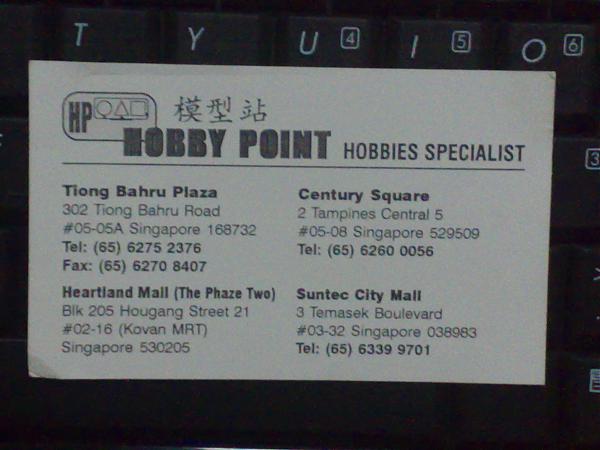 T Y U 4 I 5 O 6
HP 模型站
HOBBY POINT HOBBIES SPECIALIST
3
Tiong Bahru Plaza
302 Tiong Bahru Road
#05-05A Singapore 168732
Tel: (65) 6275 2376
Fax: (65) 6270 8407
Century Square
2 Tampines Central 5
#05-08 Singapore 529509
Tel: (65) 6260 0056
Heartland Mall (The Phaze Two)
Blk 205 Hougang Street 21
#02-16 (Kovan MRT)
Singapore 530205
Suntec City Mall
3 Temasek Boulevard
#03-32 Singapore 038983
Tel: (65) 6339 9701